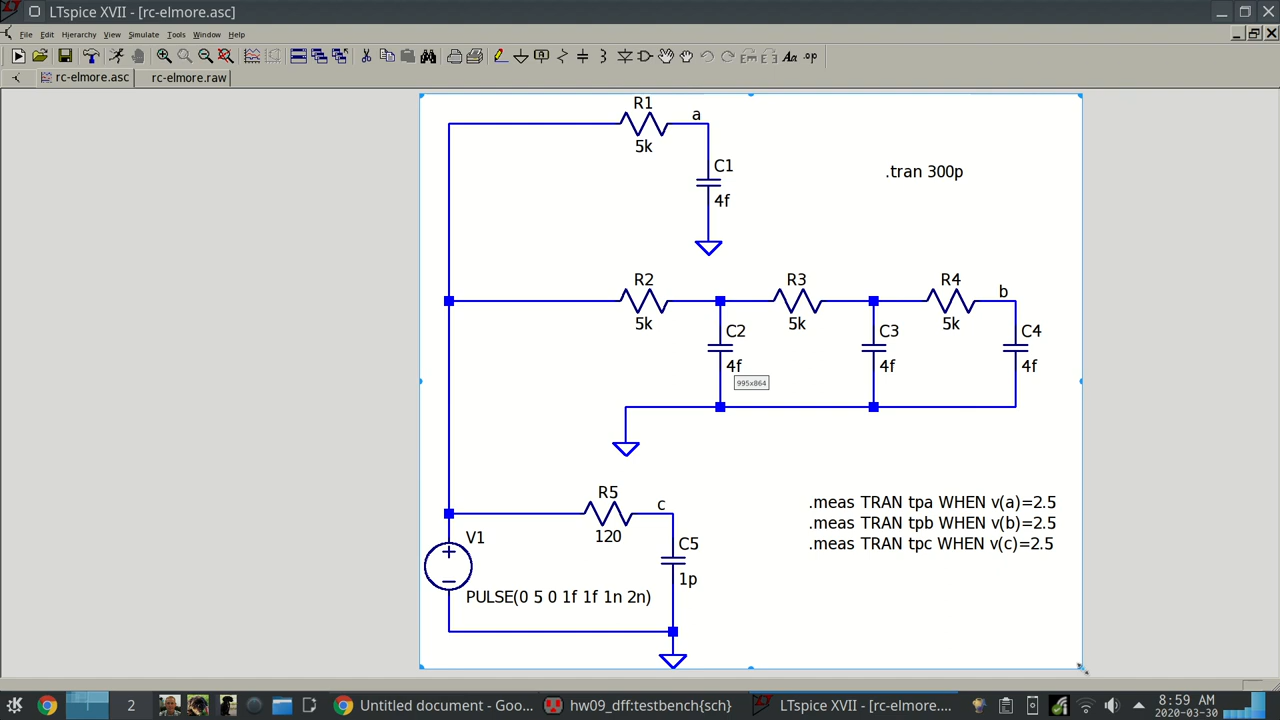 LTspice XVII - [rc-elmore.asc]
File Edit Hierarchy View Simulate Tools Window Help
rc-elmore.asc rc-elmore.raw
R1
a
5k
C1
4f
.tran 300p
R2
R3
R4
b
5k
5k
5k
C2
C3
C4
4f
4f
4f
995x864
R5
c
120
V1
C5
1p
PULSE(0 5 0 1f 1f 1n 2n)
.meas TRAN tpa WHEN v(a)=2.5
.meas TRAN tpb WHEN v(b)=2.5
.meas TRAN tpc WHEN v(c)=2.5
2
Untitled document - Goo...
hw09_dff:testbench{sch}
LTspice XVII - [rc-elmore....
8:59 AM
2020-03-30